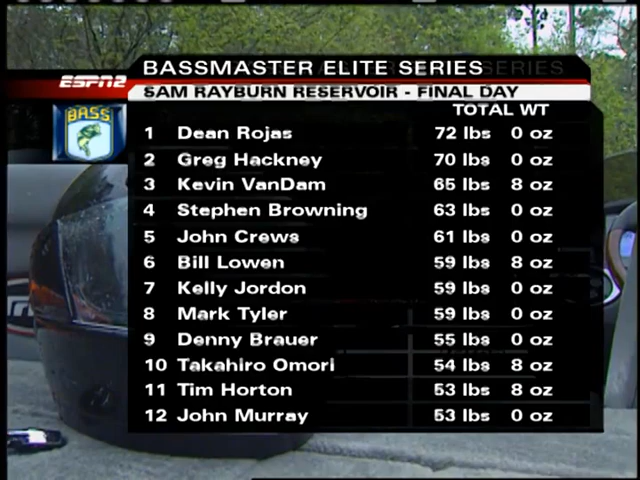 BASSMASTER ELITE SERIES
ESPN2
SAM RAYBURN RESERVOIR - FINAL DAY
BASS
TOTAL WT
1 Dean Rojas 72 lbs 0 oz
2 Greg Hackney 70 lbs 0 oz
3 Kevin VanDam 65 lbs 8 oz
4 Stephen Browning 63 lbs 0 oz
5 John Crews 61 lbs 0 oz
6 Bill Lowen 59 lbs 8 oz
7 Kelly Jordon 59 lbs 0 oz
8 Mark Tyler 59 lbs 0 oz
9 Denny Brauer 55 lbs 0 oz
10 Takahiro Omori 54 lbs 8 oz
11 Tim Horton 53 lbs 8 oz
12 John Murray 53 lbs 0 oz